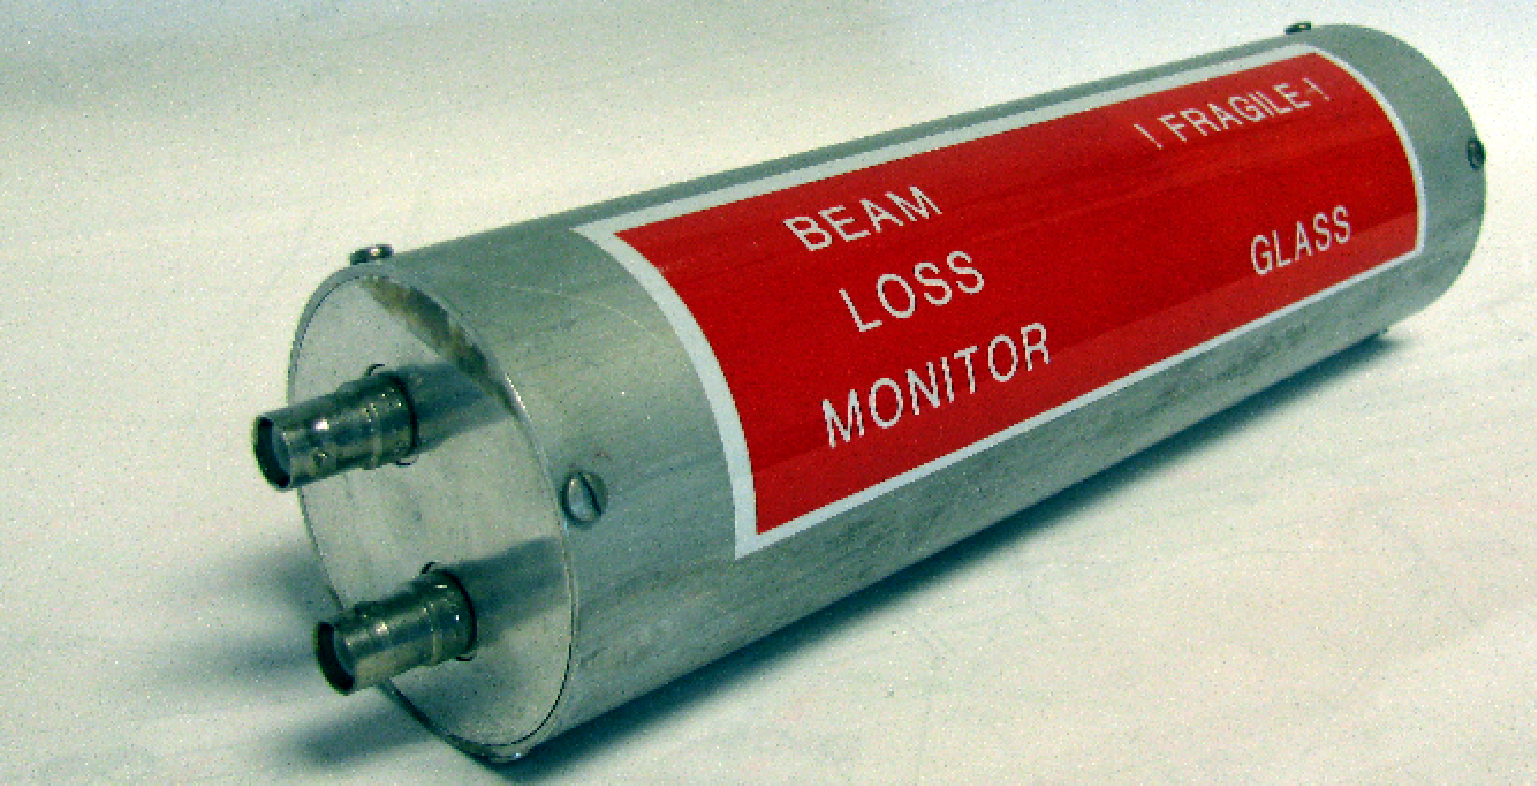 BEAM
LOSS
MONITOR
! FRAGILE !
GLASS